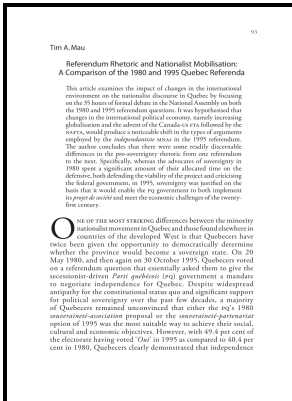 93
Tim A. Mau
Referendum Rhetoric and Nationalist Mobilisation:
A Comparison of the 1980 and 1995 Quebec Referenda
This article examines the impact of changes in the international
environment on the nationalist discourse in Quebec by focusing
on the 35 hours of formal debate in the National Assembly on both
the 1980 and 1995 referendum questions. It was hypothesised that
changes in the international political economy, namely increasing
globalisation and the advent of the Canada-US FTA followed by the
NAFTA, would produce a noticeable shift in the types of arguments
employed by the indépendantiste MNAs in the 1995 referendum.
The author concludes that there were some readily discernable
differences in the pro-sovereignty rhetoric from one referendum
to the next. Specifically, whereas the advocates of sovereignty in
1980 spent a significant amount of their allocated time on the
defensive, both defending the viability of the project and criticising
the federal government, in 1995, sovereignty was justified on the
basis that it would enable the PQ government to both implement
its projet de société and meet the economic challenges of the twenty-
first century.
ONE OF THE MOST STRIKING differences between the minority
nationalist movement in Quebec and those found elsewhere in
countries of the developed West is that Quebecers have
twice been given the opportunity to democratically determine
whether the province would become a sovereign state. On 20
May 1980, and then again on 30 October 1995, Quebecers voted
on a referendum question that essentially asked them to give the
secessionist-driven Parti québécois (PQ) government a mandate
to negotiate independence for Quebec. Despite widespread
antipathy for the constitutional status quo and significant support
for political sovereignty over the past few decades, a majority
of Quebecers remained unconvinced that either the PQ's 1980
souveraineté-association proposal or the souveraineté-partenariat
option of 1995 was the most suitable way to achieve their social,
cultural and economic objectives. However, with 49.4 per cent of
the electorate having voted 'Oui' in 1995 as compared to 40.4 per
cent in 1980, Quebecers clearly demonstrated that independence